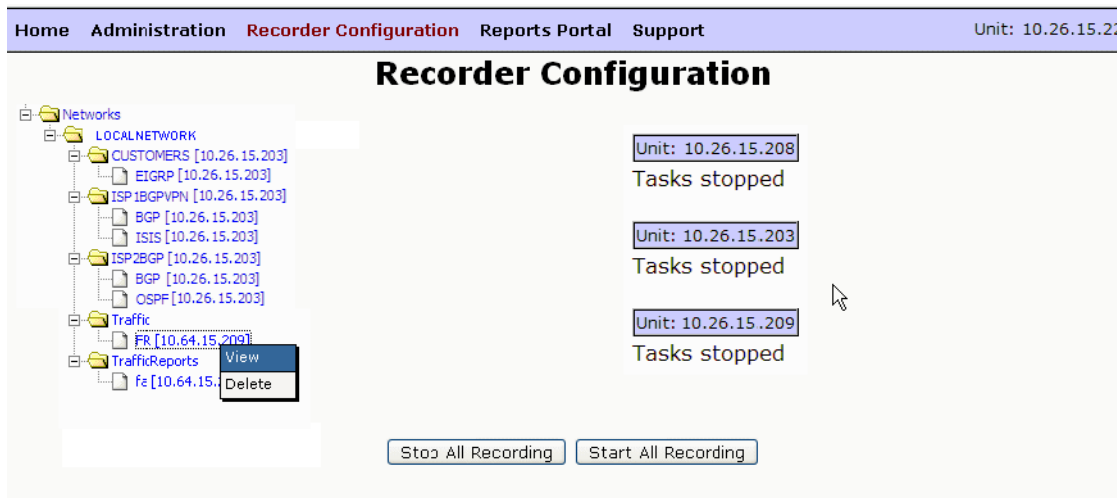 Home Administration Recorder Configuration Reports Portal Support Unit: 10.26.15.22
Recorder Configuration
Networks
LOCALNETWORK
CUSTOMERS [10.26.15.203]
EIGRP [10.26.15.203]
ISP1BGPVPN [10.26.15.203]
BGP [10.26.15.203]
ISIS [10.26.15.203]
ISP2BGP [10.26.15.203]
BGP [10.26.15.203]
OSPF [10.26.15.203]
Traffic
FR [10.64.15.209]
TrafficReports
fa [10.64.15.
View
Delete
Unit: 10.26.15.208
Tasks stopped
Unit: 10.26.15.203
Tasks stopped
Unit: 10.26.15.209
Tasks stopped
Stop All Recording Start All Recording